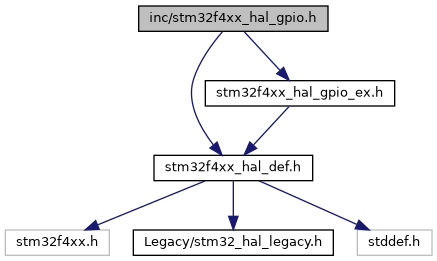 inc/stm32f4xx_hal_gpio.h
stm32f4xx_hal_gpio_ex.h
stm32f4xx_hal_def.h
stm32f4xx.h
Legacy/stm32_hal_legacy.h
stddef.h